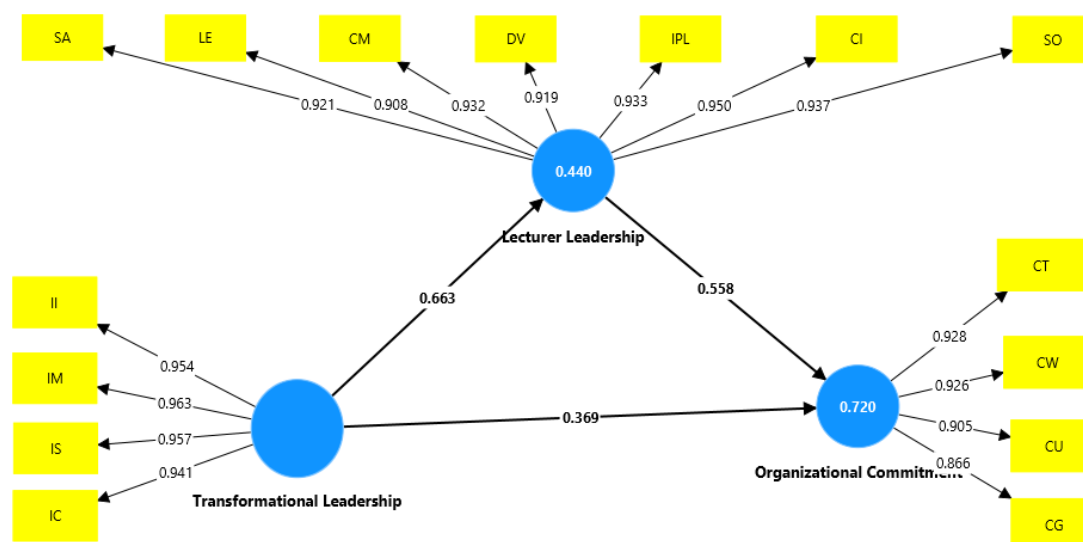 SA
LE
CM
DV
IPL
CI
SO
0.921
0.908
0.932
0.919
0.933
0.950
0.937
0.440
Lecturer Leadership
0.663
0.558
II
IM
IS
IC
0.954
0.963
0.957
0.941
Transformational Leadership
0.369
0.720
Organizational Commitment
CT
CW
CU
CG
0.928
0.926
0.905
0.866